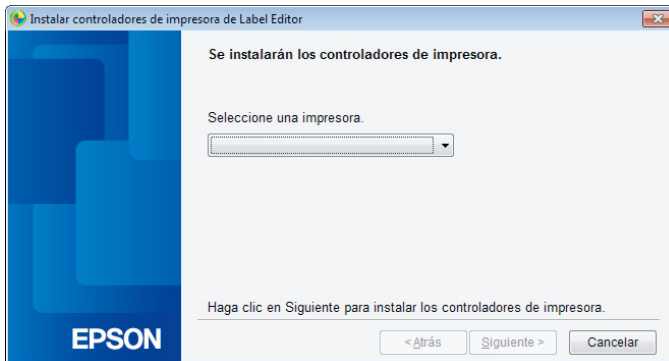 Instalar controladores de impresora de Label Editor
Se instalarán los controladores de impresora.
Seleccione una impresora.
Haga clic en Siguiente para instalar los controladores de impresora.
EPSON
< Atrás
Siguiente >
Cancelar